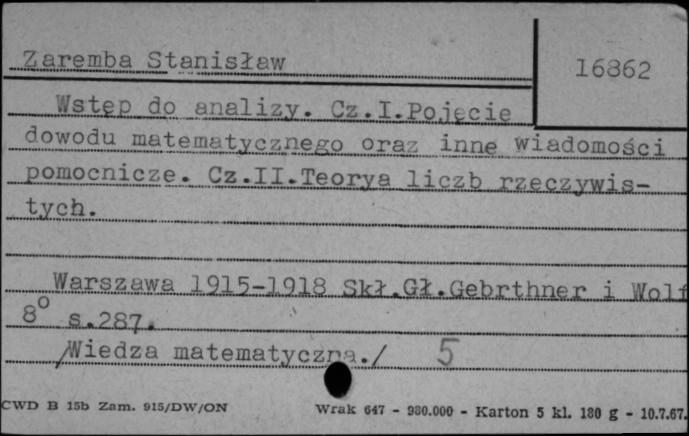 Zaremba Stanisław
16862
Wstęp do analizy. Cz.I.Pojęcie
dowodu matematycznego oraz inne wiadomości
pomocnicze. Cz.II.Teorya liczb rzeczywis-
tych.
Warszawa 1915-1918 Skł.Gł.Gebrthner i Wolf
8° s.287.
/Wiedza matematyczna./ 5
CWD B 15b Zam. 915/DW/ON
Wrak 647 - 980.000 - Karton 5 kl. 180 g - 10.7.67.